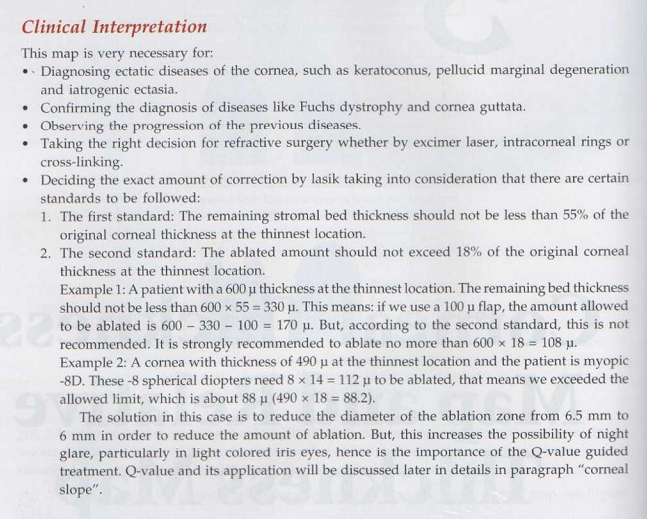 Clinical Interpretation
This map is very necessary for:
• Diagnosing ectatic diseases of the cornea, such as keratoconus, pellucid marginal degeneration
and iatrogenic ectasia.
• Confirming the diagnosis of diseases like Fuchs dystrophy and cornea guttata.
• Observing the progression of the previous diseases.
• Taking the right decision for refractive surgery whether by excimer laser, intracorneal rings or
cross-linking.
• Deciding the exact amount of correction by lasik taking into consideration that there are certain
standards to be followed:
1. The first standard: The remaining stromal bed thickness should not be less than 55% of the
original corneal thickness at the thinnest location.
2. The second standard: The ablated amount should not exceed 18% of the original corneal
thickness at the thinnest location.
Example 1: A patient with a 600 µ thickness at the thinnest location. The remaining bed thickness
should not be less than 600 × 55 = 330 µ. This means: if we use a 100 µ flap, the amount allowed
to be ablated is 600 – 330 – 100 = 170 µ. But, according to the second standard, this is not
recommended. It is strongly recommended to ablate no more than 600 × 18 = 108 µ.
Example 2: A cornea with thickness of 490 µ at the thinnest location and the patient is myopic
-8D. These -8 spherical diopters need 8 × 14 = 112 µ to be ablated, that means we exceeded the
allowed limit, which is about 88 µ (490 × 18 = 88.2).
The solution in this case is to reduce the diameter of the ablation zone from 6.5 mm to
6 mm in order to reduce the amount of ablation. But, this increases the possibility of night
glare, particularly in light colored iris eyes, hence is the importance of the Q-value guided
treatment. Q-value and its application will be discussed later in details in paragraph "corneal
slope".